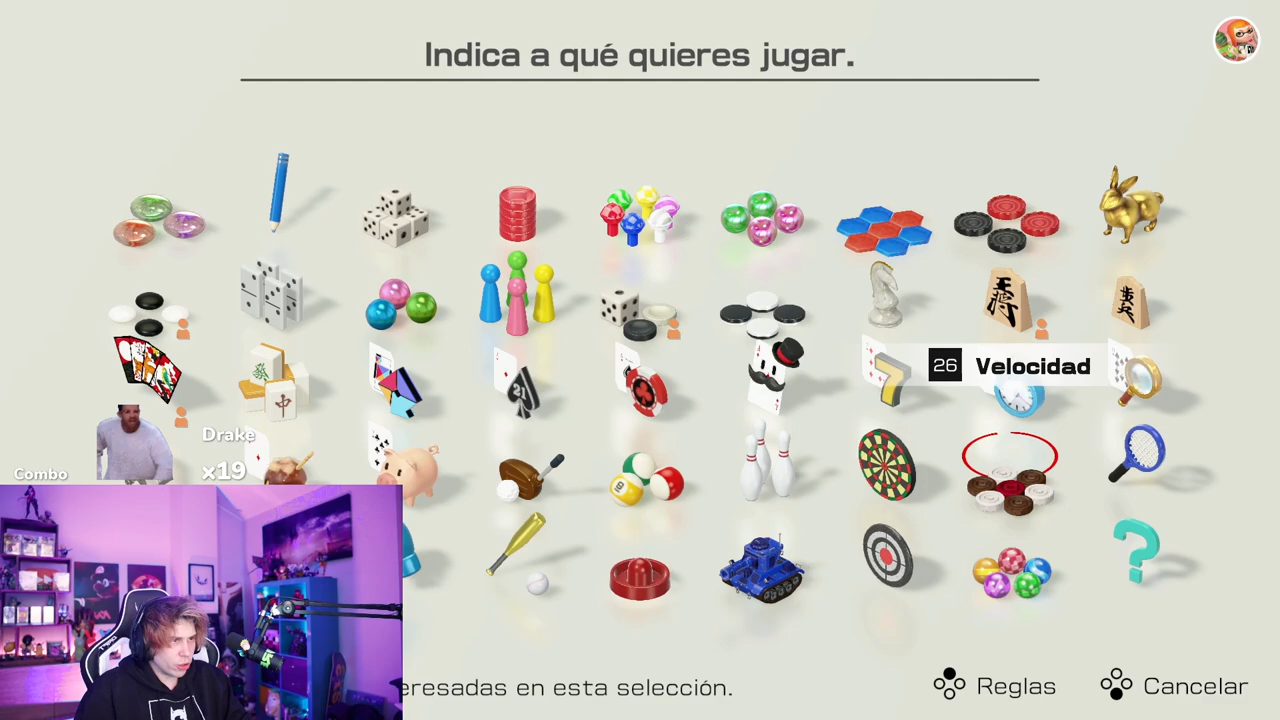 Indica a qué quieres jugar.
26 Velocidad
Drake
Combo
x19
eresadas en esta selección.
Reglas
Cancelar